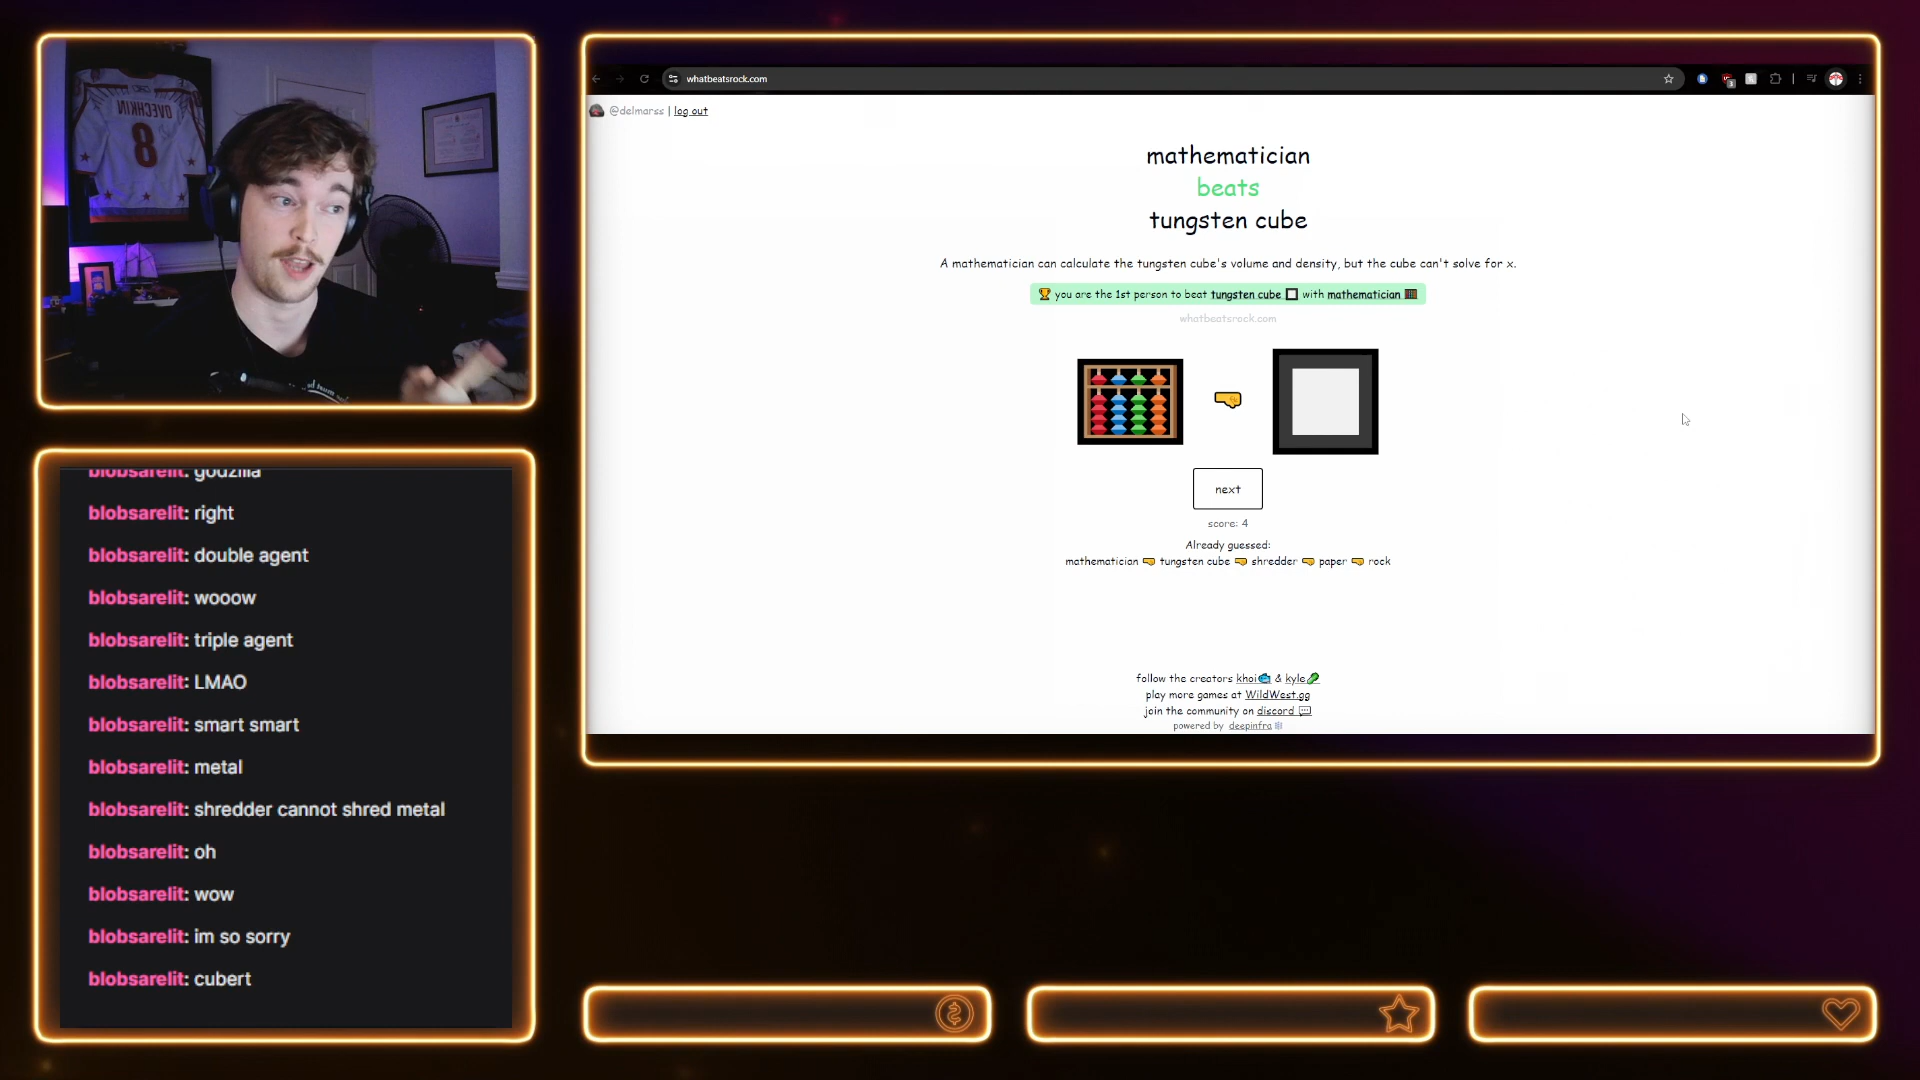 OVECHKIN
8
blobsarelit: godzilla
blobsarelit: right
blobsarelit: double agent
blobsarelit: wooow
blobsarelit: triple agent
blobsarelit: LMAO
blobsarelit: smart smart
blobsarelit: metal
blobsarelit: shredder cannot shred metal
blobsarelit: oh
blobsarelit: wow
blobsarelit: im so sorry
blobsarelit: cubert
whatbeatsrock.com
@delmarss | log out
mathematician
beats
tungsten cube
A mathematician can calculate the tungsten cube's volume and density, but the cube can't solve for x.
🏆 you are the 1st person to beat tungsten cube 🔲 with mathematician 🧮
whatbeatsrock.com
next
score: 4
Already guessed:
mathematician 🤜 tungsten cube 🤜 shredder 🤜 paper 🤜 rock
follow the creators khoi🐟 & kyle🥒
play more games at WildWest.gg
join the community on discord 💬
powered by deepinfra